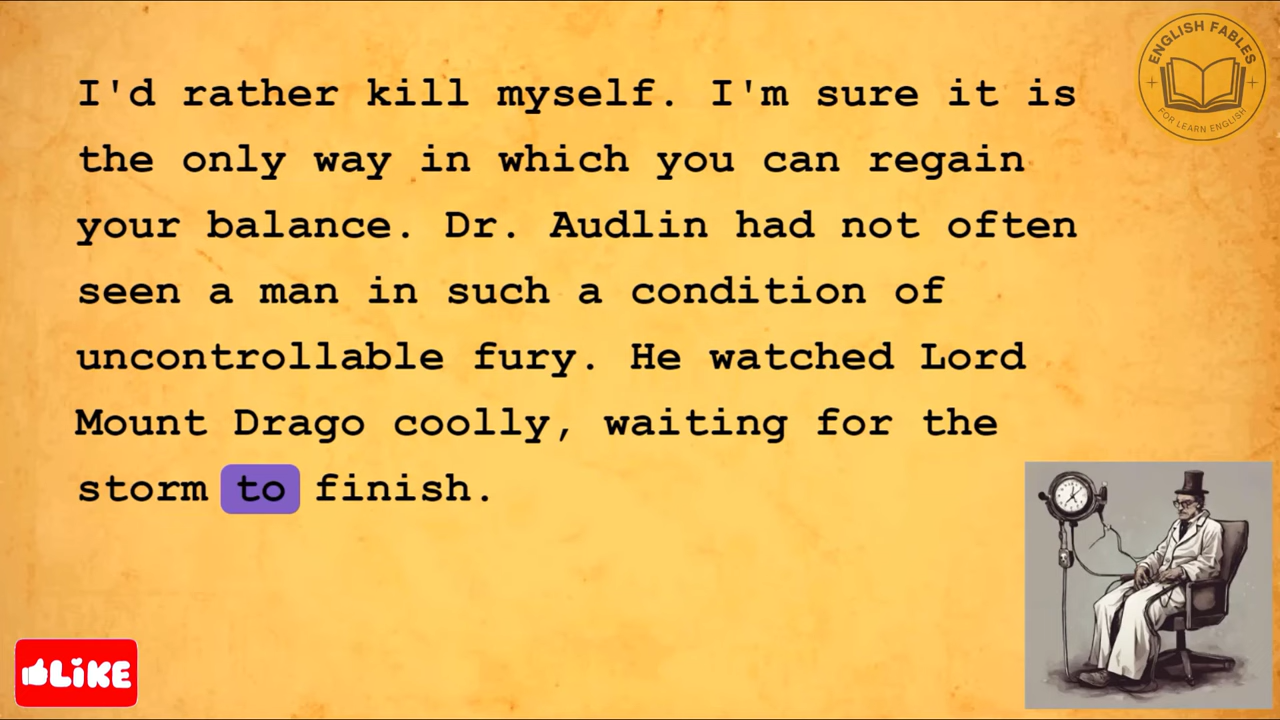 I'd rather kill myself. I'm sure it is
the only way in which you can regain
your balance. Dr. Audlin had not often
seen a man in such a condition of
uncontrollable fury. He watched Lord
Mount Drago coolly, waiting for the
storm to finish.
ENGLISH FABLES
FOR LEARN ENGLISH
LIKE